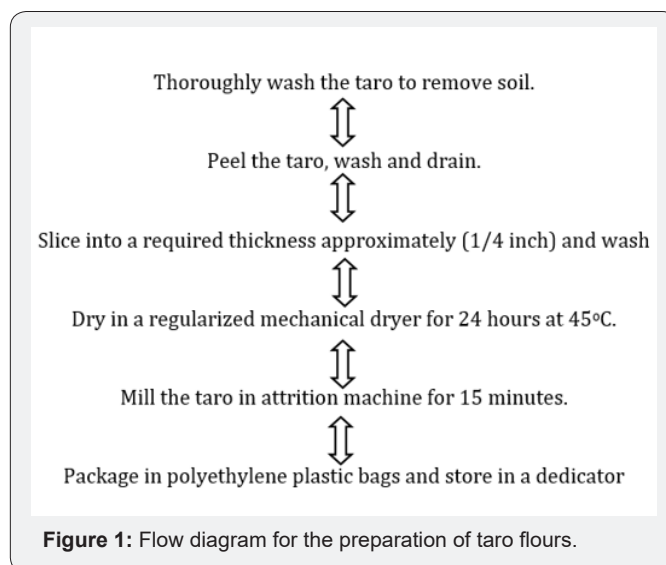 Thoroughly wash the taro to remove soil.
Peel the taro, wash and drain.
Slice into a required thickness approximately (1/4 inch) and wash
Dry in a regularized mechanical dryer for 24 hours at 45ºC.
Mill the taro in attrition machine for 15 minutes.
Package in polyethylene plastic bags and store in a dedicator
Figure 1: Flow diagram for the preparation of taro flours.